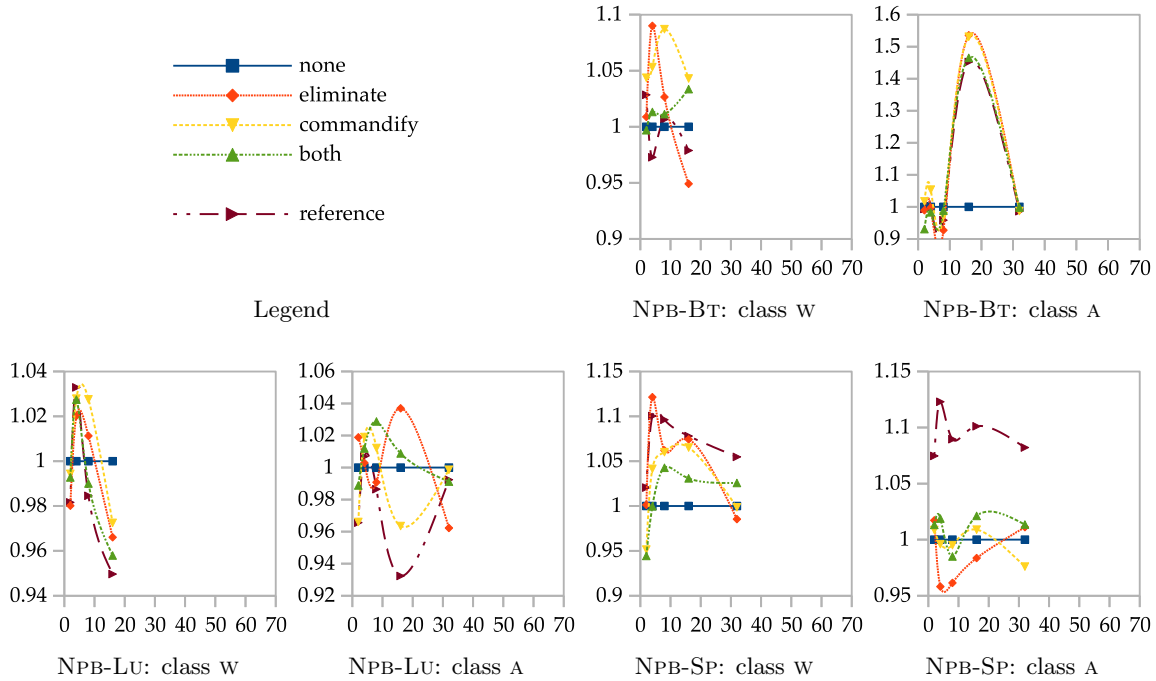 none
eliminate
commandify
both
reference
Legend
1.1
1.05
1
0.95
0.9
0 10 20 30 40 50 60 70
NPB-BT: class W
1.6
1.5
1.4
1.3
1.2
1.1
1
0.9
0 10 20 30 40 50 60 70
NPB-BT: class A
1.04
1.02
1
0.98
0.96
0.94
0 10 20 30 40 50 60 70
NPB-LU: class W
1.06
1.04
1.02
1
0.98
0.96
0.94
0.92
0 10 20 30 40 50 60 70
NPB-LU: class A
1.15
1.1
1.05
1
0.95
0.9
0 10 20 30 40 50 60 70
NPB-SP: class W
1.15
1.1
1.05
1
0.95
0 10 20 30 40 50 60 70
NPB-SP: class A